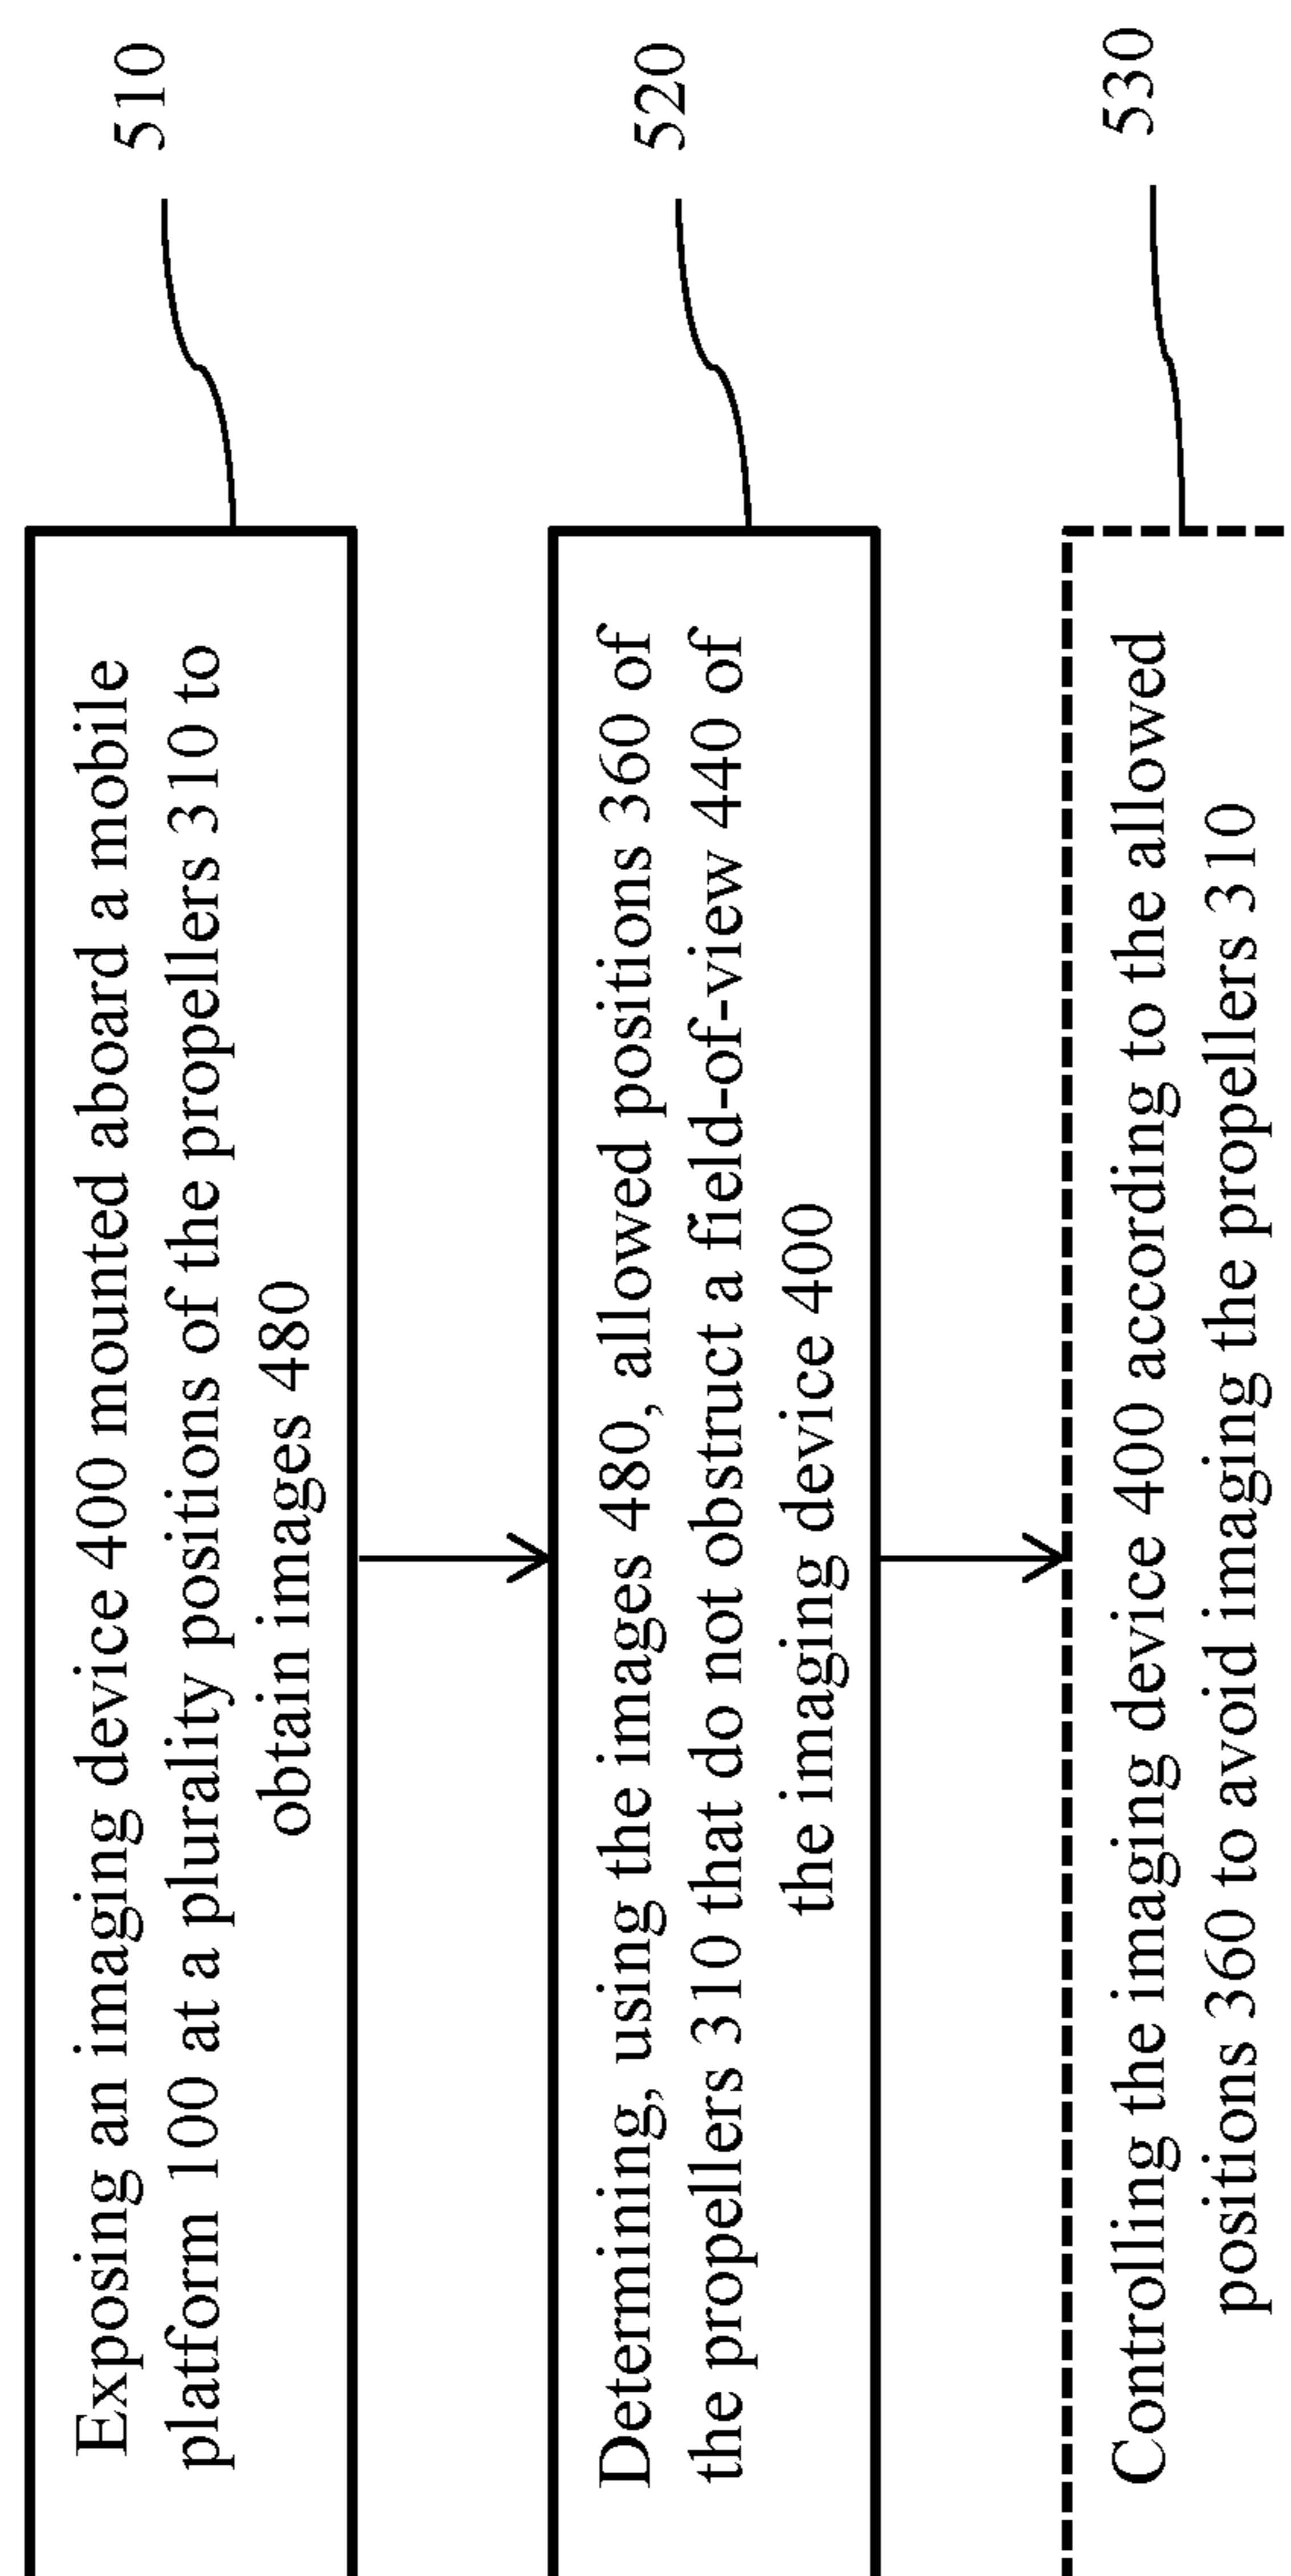 Exposing an imaging device 400 mounted aboard a mobile
platform 100 at a plurality positions of the propellers 310 to
obtain images 480
510
Determining, using the images 480, allowed positions 360 of
the propellers 310 that do not obstruct a field-of-view 440 of
the imaging device 400
520
Controlling the imaging device 400 according to the allowed
positions 360 to avoid imaging the propellers 310
530